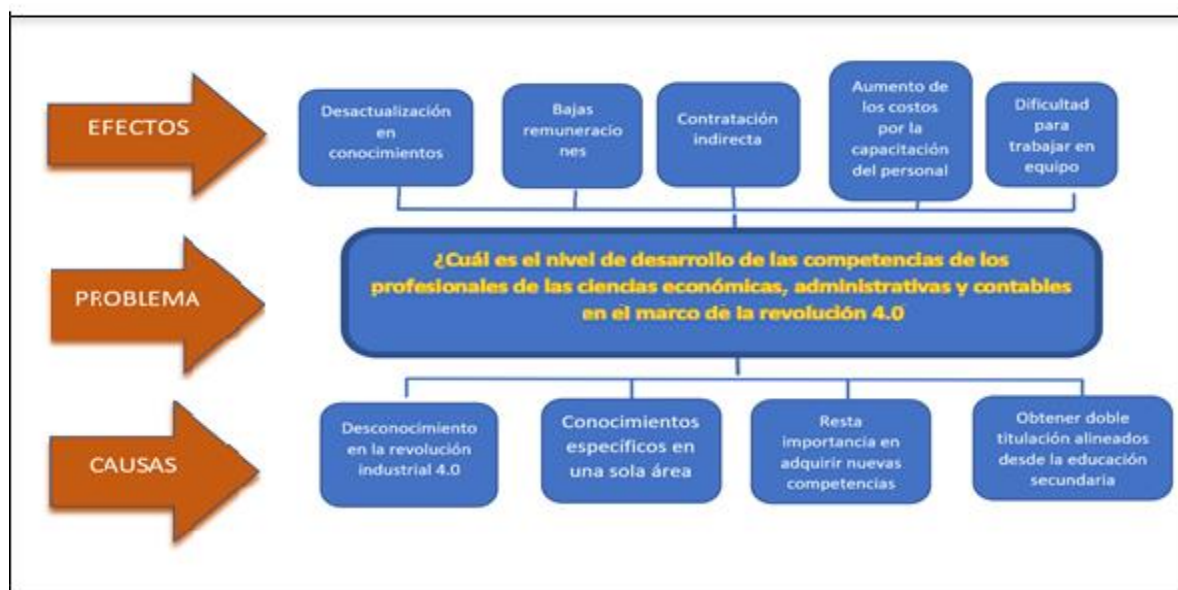 EFECTOS
Desactualización
en
conocimientos
Bajas
remuneracio
nes
Contratación
indirecta
Aumento de
los costos
por la
capacitación
del personal
Dificultad
para
trabajar en
equipo
PROBLEMA
¿Cuál es el nivel de desarrollo de las competencias de los
profesionales de las ciencias económicas, administrativas y contables
en el marco de la revolución 4.0
CAUSAS
Desconocimiento
en la revolución
industrial 4.0
Conocimientos
específicos en
una sola área
Resta
importancia en
adquirir nuevas
competencias
Obtener doble
titulación alineados
desde la educación
secundaria